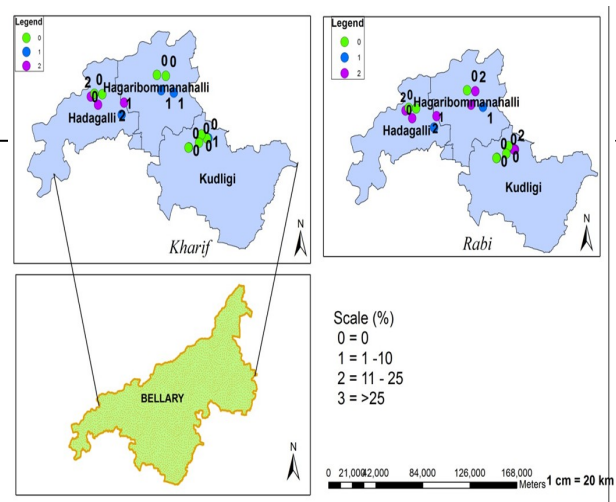 Legend
0
1
2
0 0
2
0
Hagaribommanahalli
1
1 1
Hadagalli
2
0 0 0
0 0 1
0
Kudligi
N
Kharif
Legend
0
1
2
0 2
2 0
0
Hagaribommanahalli
1
1
Hadagalli
2
0 0 2
0 0
Kudligi
N
Rabi
BELLARY
N
Scale (%)
0 = 0
1 = 1 -10
2 = 11 - 25
3 = >25
0 21,00042,000 84,000 126,000 168,000
Meters 1 cm = 20 km